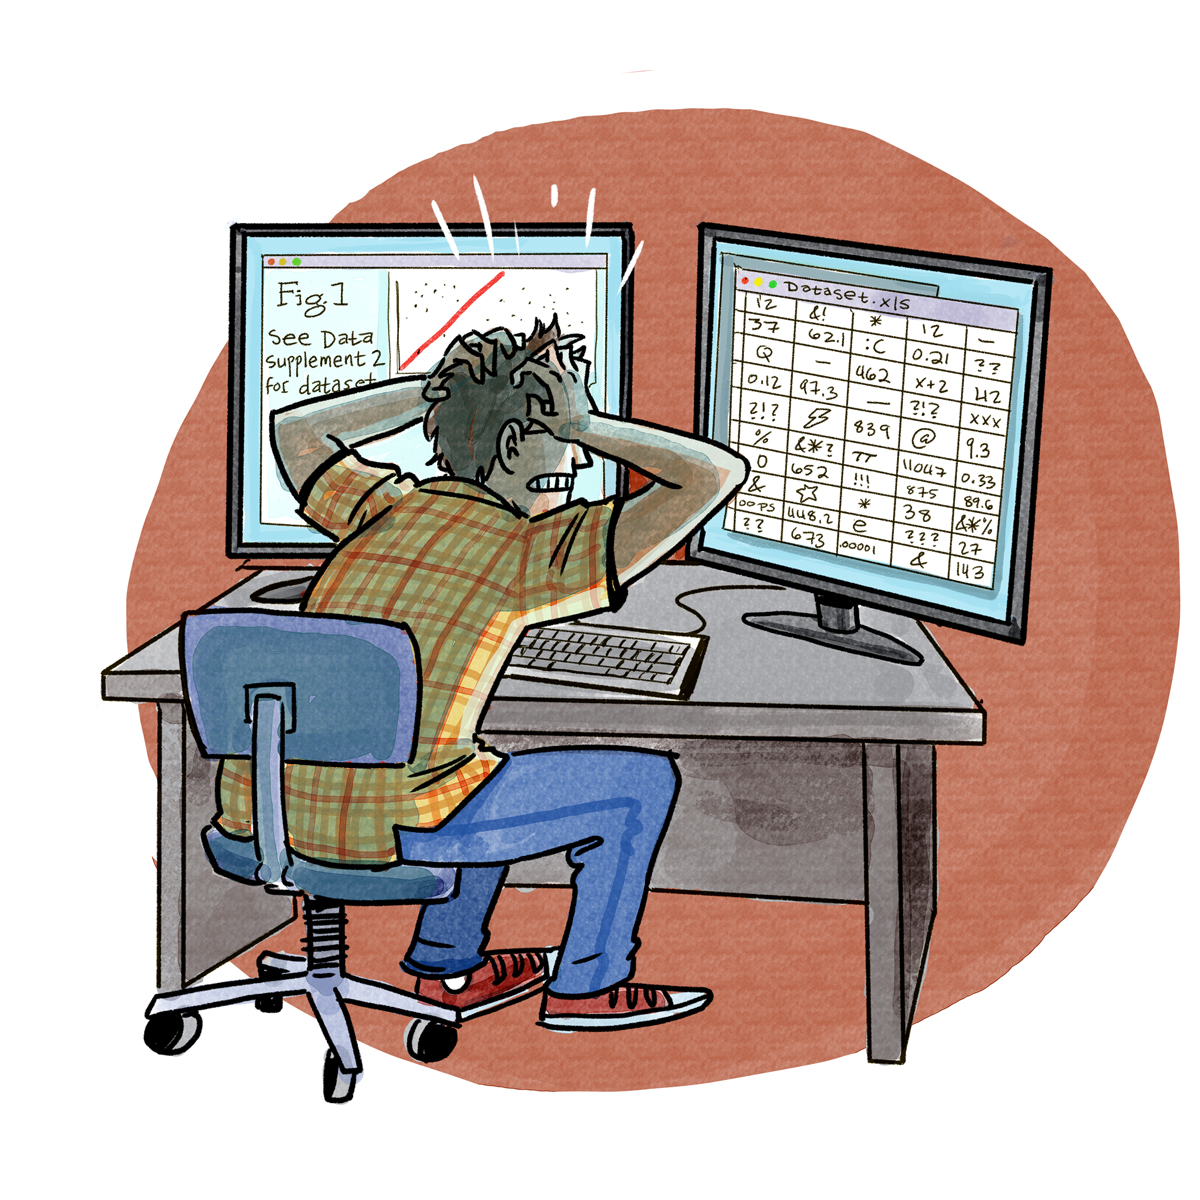 Fig 1
See Data
supplement 2
for dataset
Dataset.xls
12 &! * 12 —
37 62.1 :C 0.21 ??
Q — 462 x+2 42
0.12 97.3 — ?!? xxx
?!? 839 @ 9.3
% &*? π 11047 0.33
0 652 !!! 875 89.6
& ☆ * 38 &*%
oops 448.2 e ??? 27
?? 673 .00001 & 143